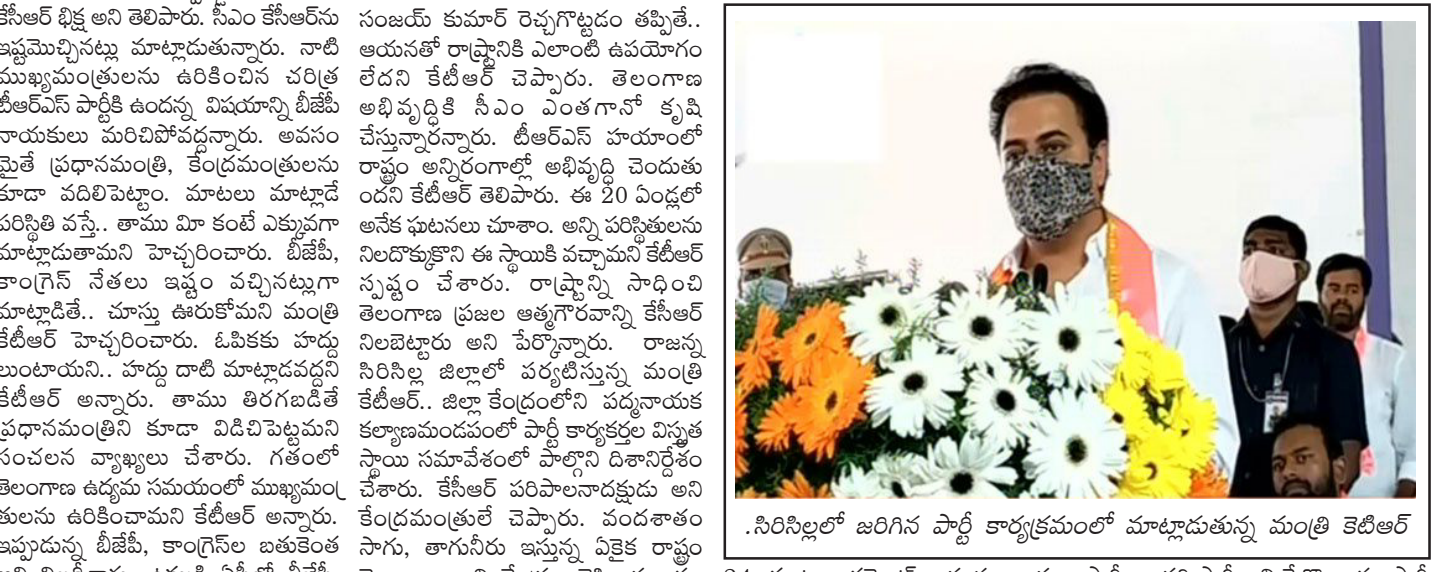 కేసీఆర్ భిక్ష అని తెలిపారు. సీఎం కేసీఆర్‌ను
ఇష్టమొచ్చినట్లు మాట్లాడుతున్నారు. నాటి
ముఖ్యమంత్రులను ఉరికించిన చరిత్ర
టీఆర్ఎస్ పార్టీకి ఉందన్న విషయాన్ని బీజేపీ
నాయకులు మరిచిపోవద్దన్నారు. అవసం
మైతే ప్రధానమంత్రి, కేంద్రమంత్రులను
కూడా వదిలిపెట్టాం. మాటలు మాట్లాడే
పరిస్థితి వస్తే.. తాము మీ కంటే ఎక్కువగా
మాట్లాడుతామని హెచ్చరించారు. బీజేపీ,
కాంగ్రెస్ నేతలు ఇష్టం వచ్చినట్లుగా
మాట్లాడితే.. చూస్తు ఊరుకోమని మంత్రి
కేటీఆర్ హెచ్చరించారు. ఓపికకు హద్దు
లుంటాయని.. హద్దు దాటి మాట్లాడవద్దని
కేటీఆర్ అన్నారు. తాము తిరగబడితే
ప్రధానమంత్రిని కూడా విడిచిపెట్టమని
సంచలన వ్యాఖ్యలు చేశారు. గతంలో
తెలంగాణ ఉద్యమ సమయంలో ముఖ్యమం(
తులను ఉరికించామని కేటీఆర్ అన్నారు.
ఇప్పుడున్న బీజేపీ, కాంగ్రెస్‌ల బతుకెంత
సంజయ్ కుమార్ రెచ్చగొట్టడం తప్పితే..
ఆయనతో రాష్ట్రానికి ఎలాంటి ఉపయోగం
లేదని కేటీఆర్ చెప్పారు. తెలంగాణ
అభివృద్ధికి సీఎం ఎంతగానో కృషి
చేస్తున్నారన్నారు. టీఆర్ఎస్ హయాంలో
రాష్ట్రం అన్నిరంగాల్లో అభివృద్ధి చెందుతు
ందని కేటీఆర్ తెలిపారు. ఈ 20 ఏండ్లలో
అనేక ఘటనలు చూశాం. అన్ని పరిస్థితులను
నిలదొక్కుకొని ఈ స్థాయికి వచ్చామని కేటీఆర్
స్పష్టం చేశారు. రాష్ట్రాన్ని సాధించి
తెలంగాణ ప్రజల ఆత్మగౌరవాన్ని కేసీఆర్
నిలబెట్టారు అని పేర్కొన్నారు. రాజన్న
సిరిసిల్ల జిల్లాలో పర్యటిస్తున్న మంత్రి
కేటీఆర్.. జిల్లా కేంద్రంలోని పద్మనాయక
కల్యాణమండపంలో పార్టీ కార్యకర్తల విస్తృత
స్థాయి సమావేశంలో పాల్గొని దిశానిర్దేశం
చేశారు. కేసీఆర్ పరిపాలనాదక్షుడు అని
కేంద్రమంత్రులే చెప్పారు. వందశాతం
సాగు, తాగునీరు ఇస్తున్న ఏకైక రాష్ట్రం
.సిరిసిల్లలో జరిగిన పార్టీ కార్యక్రమంలో మాట్లాడుతున్న మంత్రి కెటిఆర్